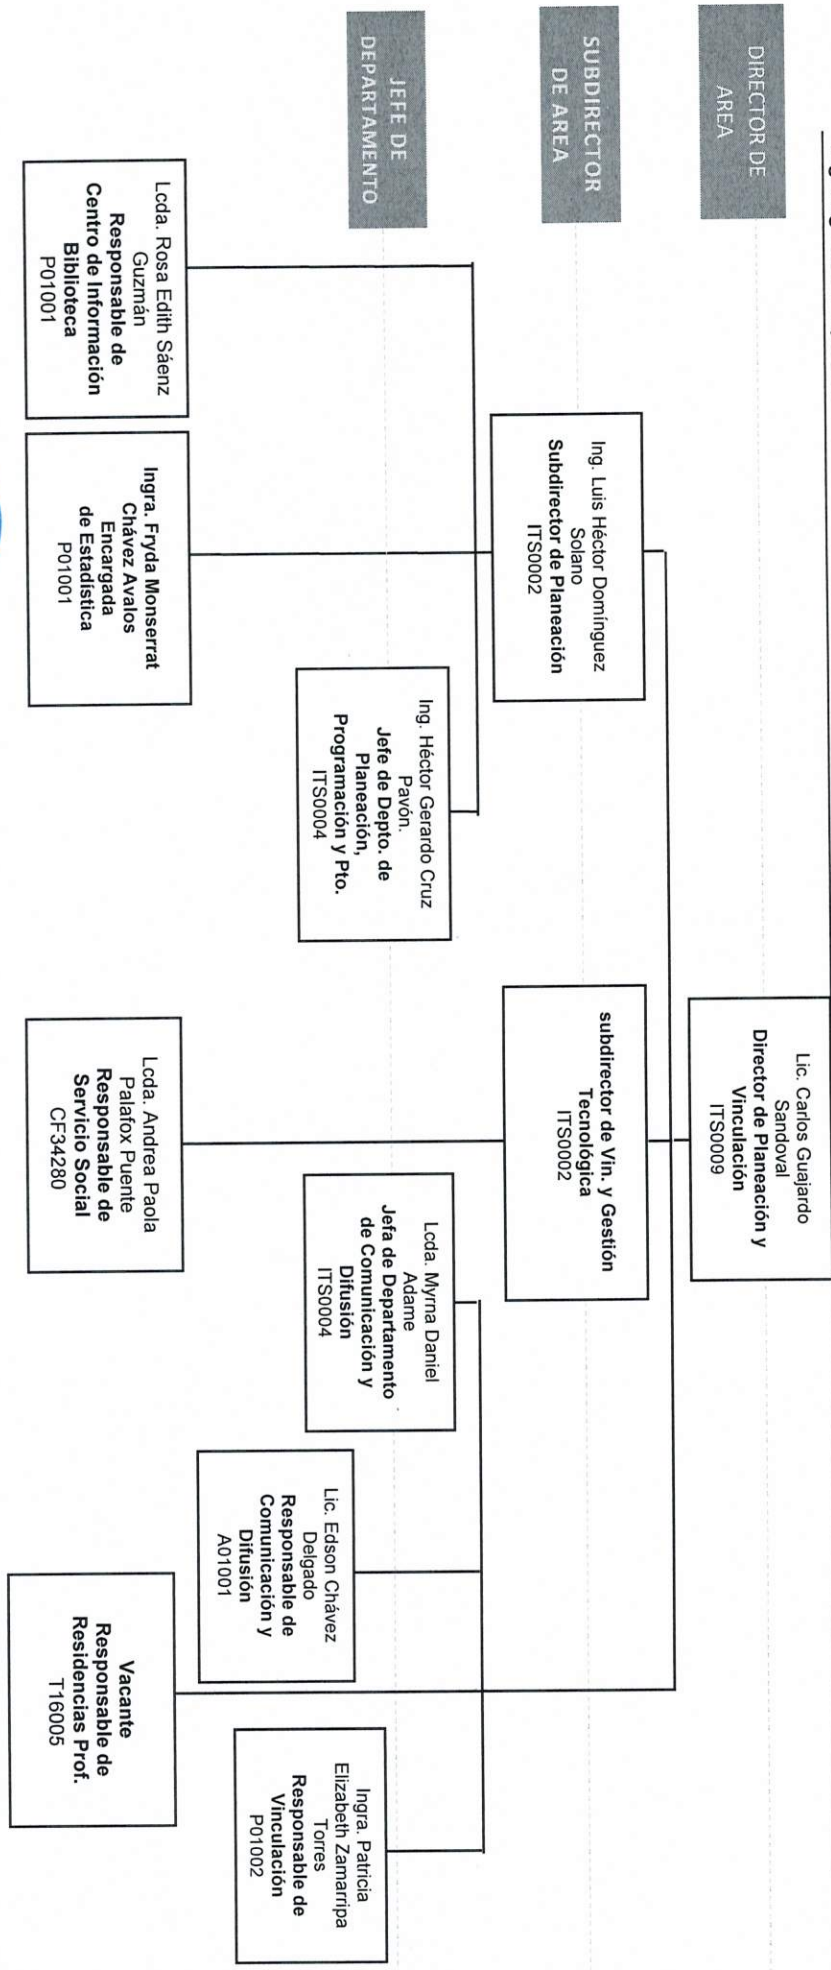 DIRECTOR DE
AREA
SUBDIRECTOR
DE AREA
JEFE DE
DEPARTAMENTO
Lic. Carlos Guajardo
Sandoval
Director de Planeación y
Vinculación
ITS0009
Ing. Luis Héctor Domínguez
Solano
Subdirector de Planeación
ITS0002
subdirector de Vin. y Gestión
Tecnológica
ITS0002
Ing. Héctor Gerardo Cruz
Pavón.
Jefe de Depto. de
Planeación,
Programación y Pto.
ITS0004
Lcda. Myrna Daniel
Adame
Jefa de Departamento
de Comunicación y
Difusión
ITS0004
Lic. Edson Chávez
Delgado
Responsable de
Comunicación y
Difusión
A01001
Ingra. Patricia
Elizabeth Zamarripa
Torres
Responsable de
Vinculación
P01002
Lcda. Rosa Edith Sáenz
Guzmán
Responsable de
Centro de Información
Biblioteca
P01001
Ingra. Fryda Monserrat
Chávez Avalos
Encargada
de Estadística
P01001
Lcda. Andrea Paola
Palafox Puente
Responsable de
Servicio Social
CF34280
Vacante
Responsable de
Residencias Prof.
T16005